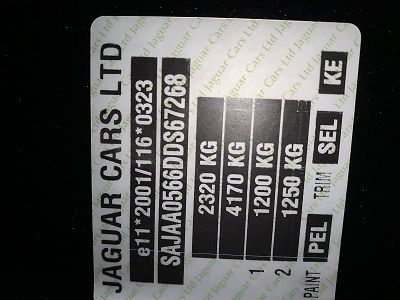 JAGUAR CARS LTD
e11*2001/116*0323
SAJAA0566DDS67268
2320 KG
4170 KG
1 1200 KG
2 1250 KG
PAINT PEL TRIM SEL KE